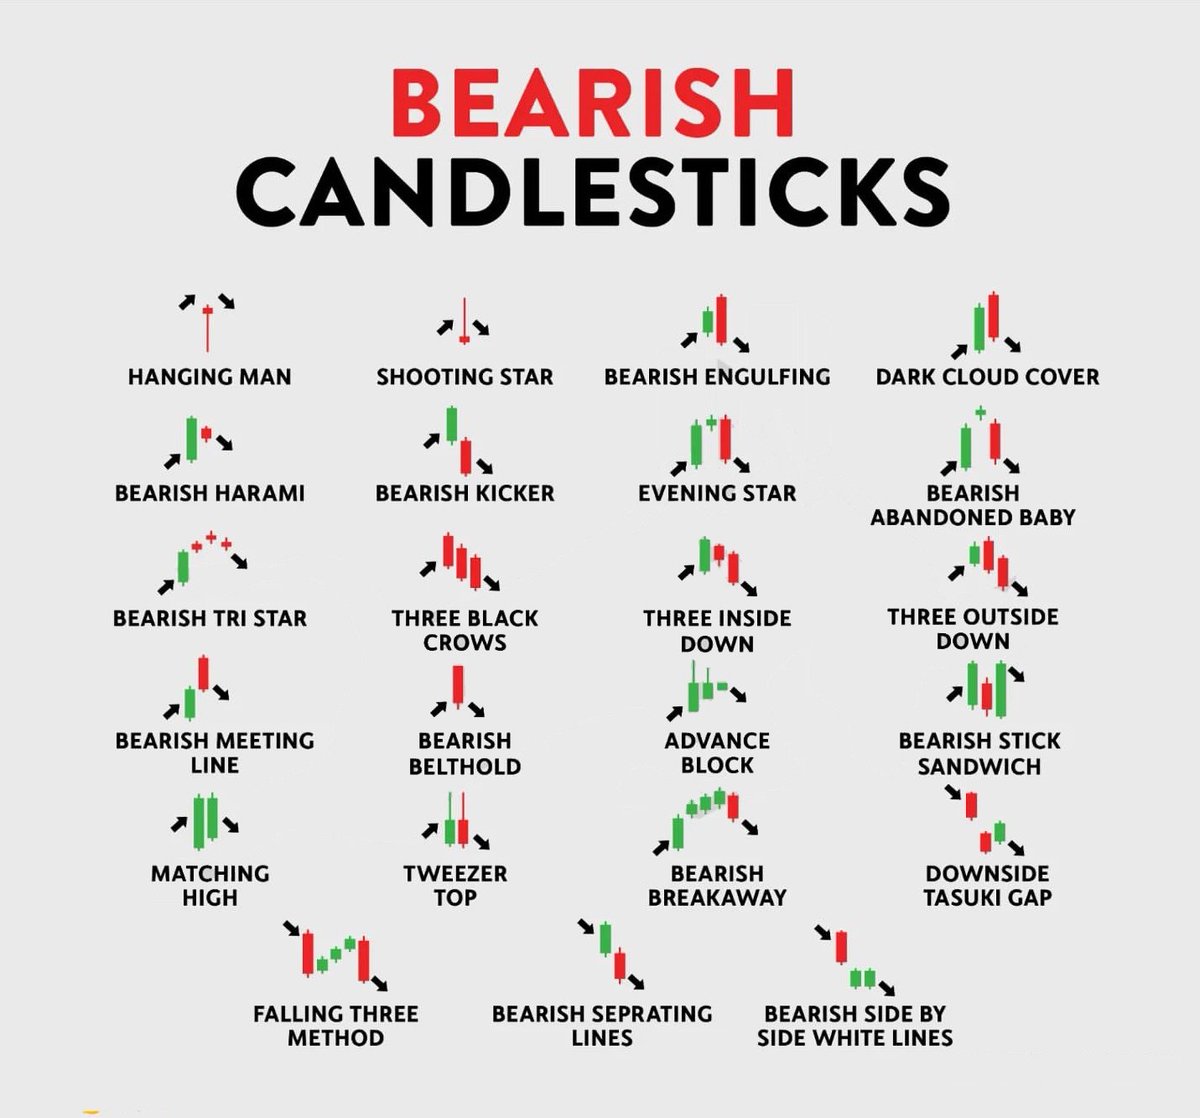 BEARISH
CANDLESTICKS
HANGING MAN
SHOOTING STAR
BEARISH ENGULFING
DARK CLOUD COVER
BEARISH HARAMI
BEARISH KICKER
EVENING STAR
BEARISH
ABANDONED BABY
BEARISH TRI STAR
THREE BLACK
CROWS
THREE INSIDE
DOWN
THREE OUTSIDE
DOWN
BEARISH MEETING
LINE
BEARISH
BELTHOLD
ADVANCE
BLOCK
BEARISH STICK
SANDWICH
MATCHING
HIGH
TWEEZER
TOP
BEARISH
BREAKAWAY
DOWNSIDE
TASUKI GAP
FALLING THREE
METHOD
BEARISH SEPRATING
LINES
BEARISH SIDE BY
SIDE WHITE LINES